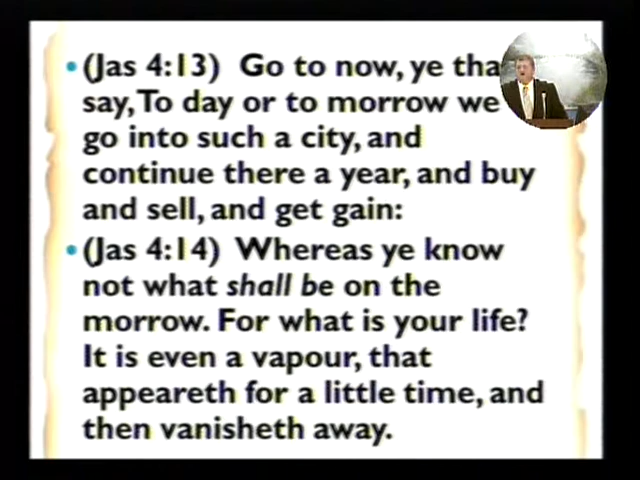 • (Jas 4:13) Go to now, ye
say, To day or to morrow we
go into such a city, and
continue there a year, and buy
and sell, and get gain:
• (Jas 4:14) Whereas ye know
not what shall be on the
morrow. For what is your life?
It is even a vapour, that
appeareth for a little time, and
then vanisheth away.